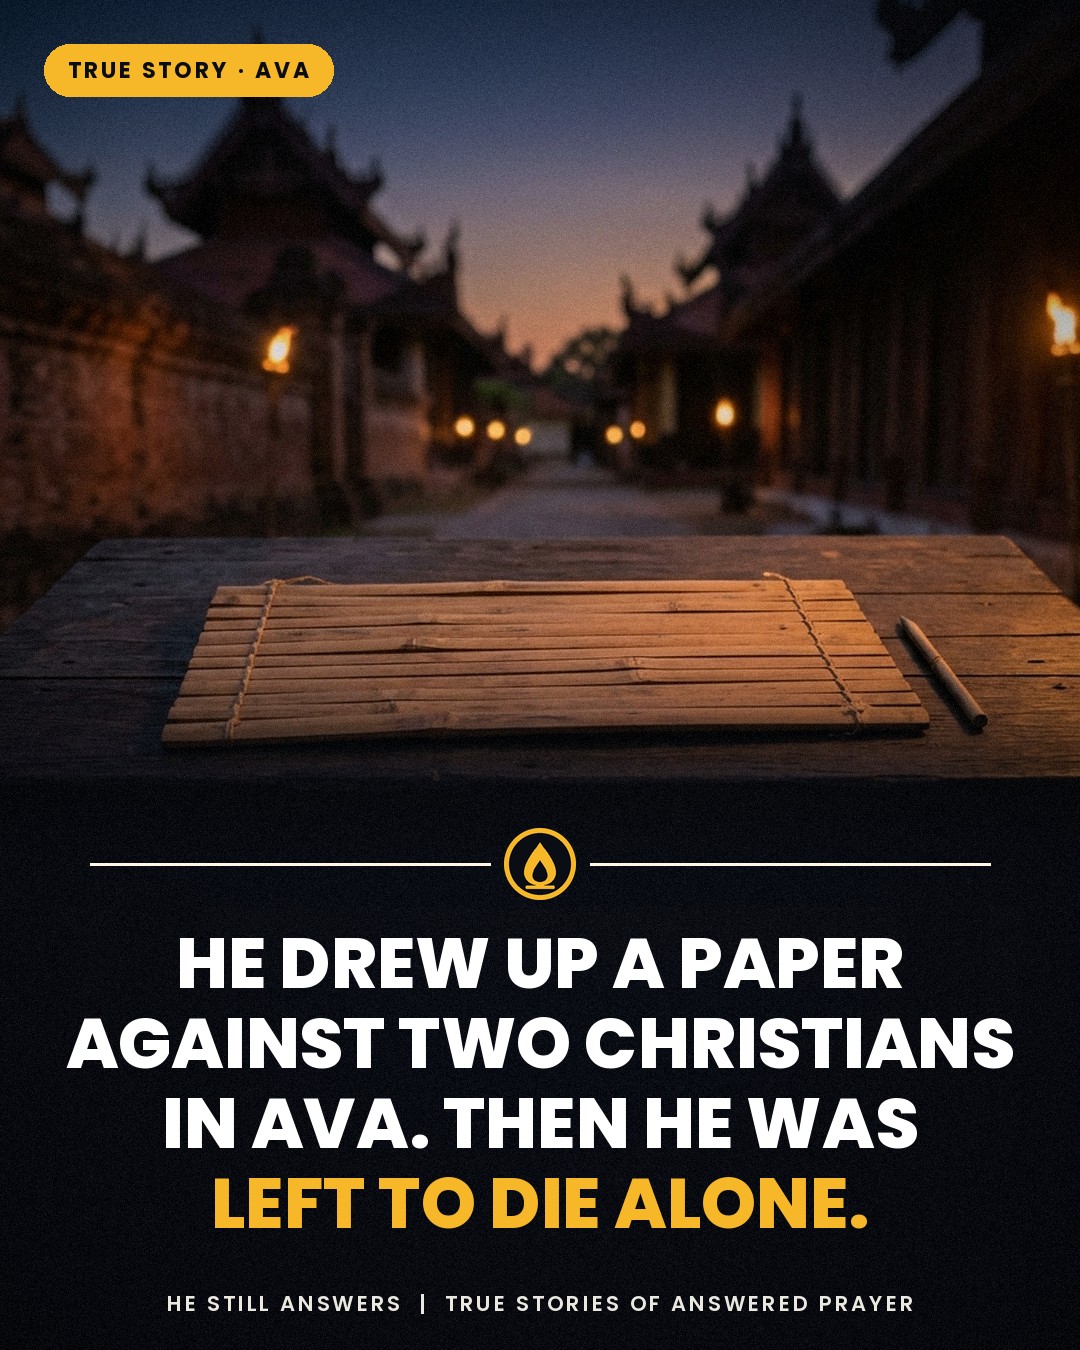 TRUE STORY · AVA
HE DREW UP A PAPER
AGAINST TWO CHRISTIANS
IN AVA. THEN HE WAS
LEFT TO DIE ALONE.
HE STILL ANSWERS | TRUE STORIES OF ANSWERED PRAYER